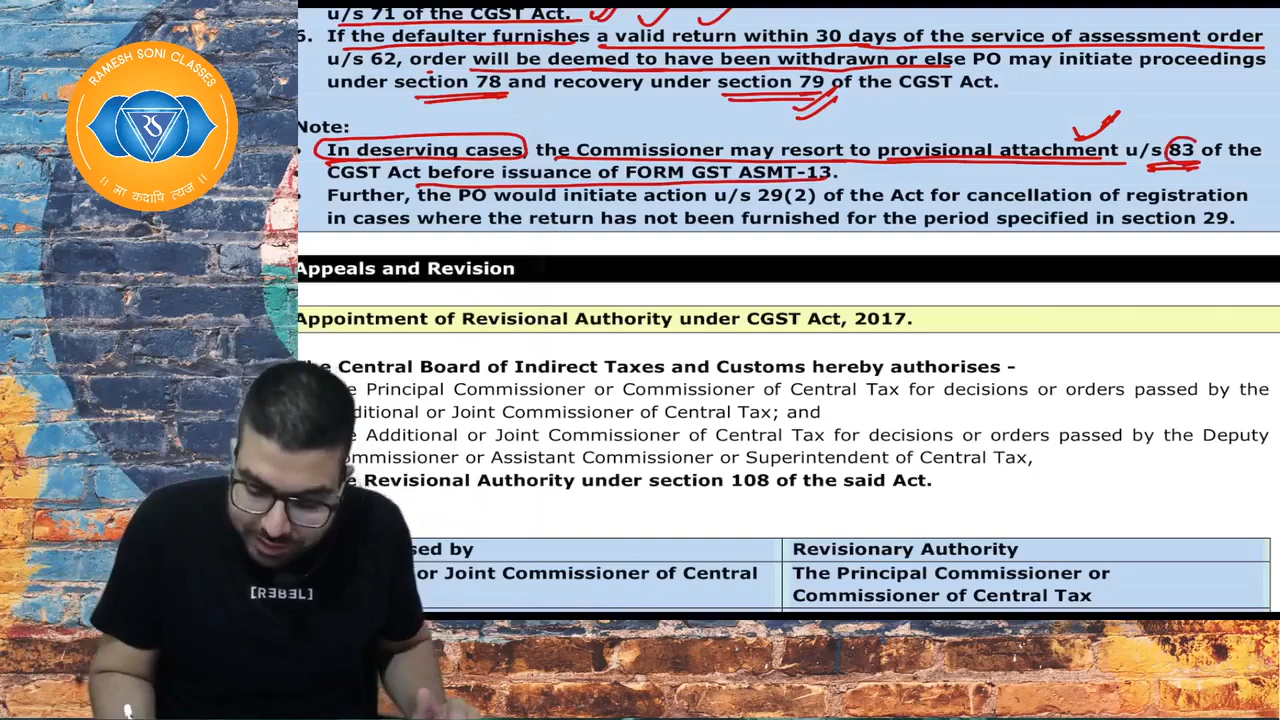 u/s 71 of the CGST Act.
If the defaulter furnishes a valid return within 30 days of the service of assessment order
u/s 62, order will be deemed to have been withdrawn or else PO may initiate proceedings
under section 78 and recovery under section 79 of the CGST Act.
Note:
• In deserving cases, the Commissioner may resort to provisional attachment u/s 83 of the
CGST Act before issuance of FORM GST ASMT-13.
Further, the PO would initiate action u/s 29(2) of the Act for cancellation of registration
in cases where the return has not been furnished for the period specified in section 29.
Appeals and Revision
Appointment of Revisional Authority under CGST Act, 2017.
The Central Board of Indirect Taxes and Customs hereby authorises -
Principal Commissioner or Commissioner of Central Tax for decisions or orders passed by the
or Joint Commissioner of Central Tax; and
Additional or Joint Commissioner of Central Tax for decisions or orders passed by the Deputy
or Assistant Commissioner or Superintendent of Central Tax,
Revisional Authority under section 108 of the said Act.
by
Revisionary Authority
or Joint Commissioner of Central
The Principal Commissioner or
Commissioner of Central Tax
RAMESH SONI CLASSES
RS
|| मा कदापि त्यज ||
[REBEL]